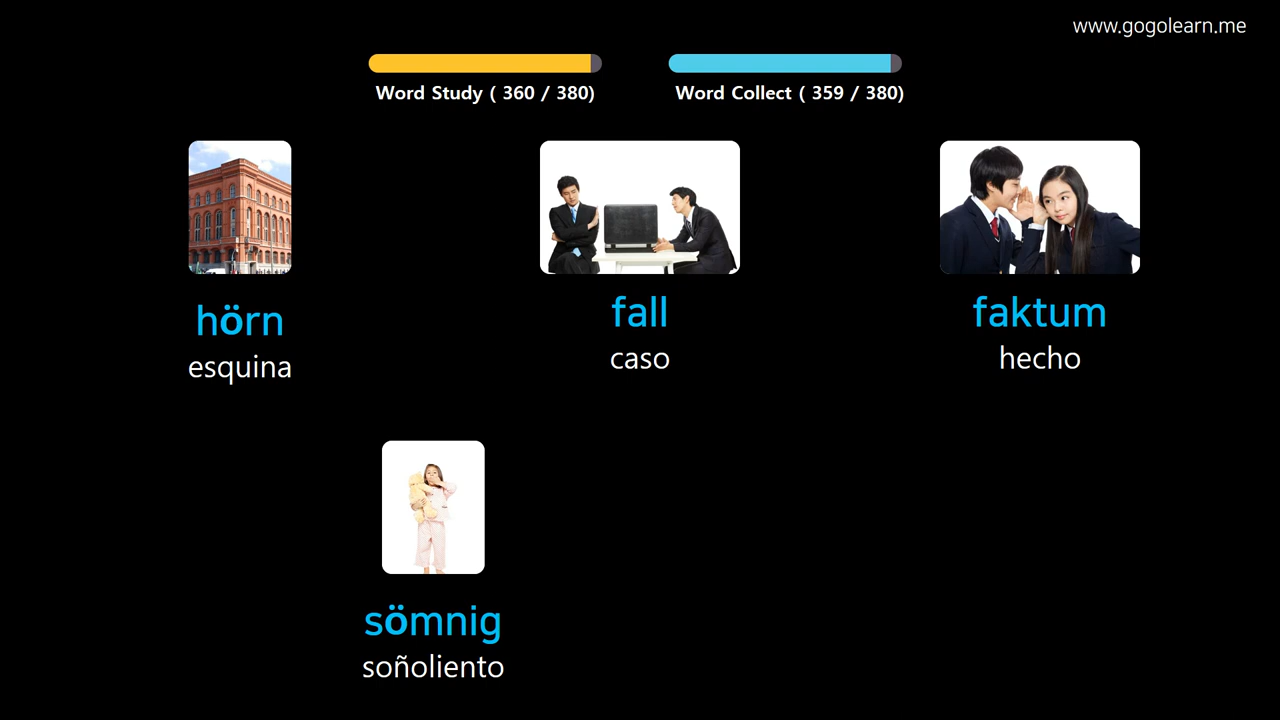 www.gogolearn.me
Word Study ( 360 / 380)
Word Collect ( 359 / 380)
hörn
esquina
fall
caso
faktum
hecho
sömnig
soñoliento